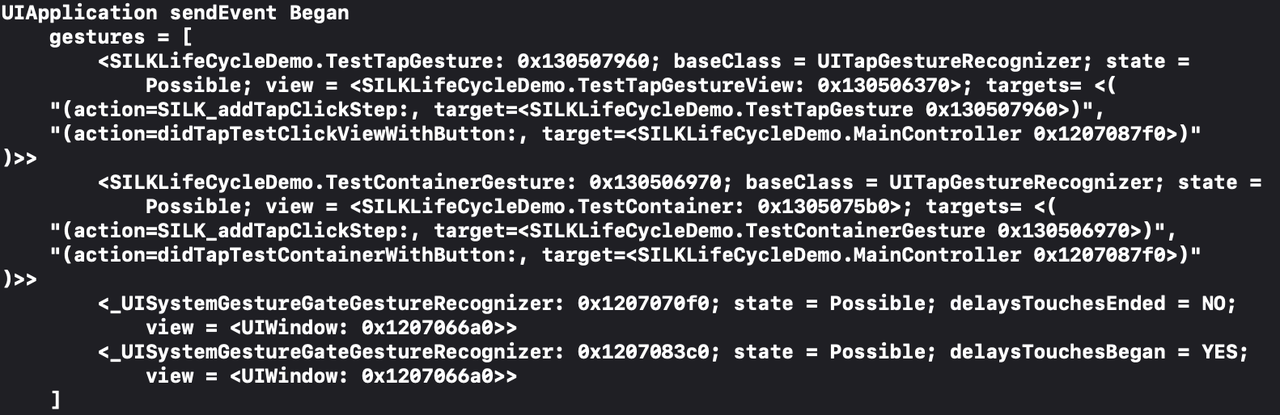 UIApplication sendEvent Began
gestures = [
<SILKLifeCycleDemo.TestTapGesture: 0x130507960; baseClass = UITapGestureRecognizer; state =
Possible; view = <SILKLifeCycleDemo.TestTapGestureView: 0x130506370>; targets= <(
"(action=SILK_addTapClickStep:, target=<SILKLifeCycleDemo.TestTapGesture 0x130507960>)",
"(action=didTapTestClickViewWithButton:, target=<SILKLifeCycleDemo.MainController 0x1207087f0>)"
)>>
<SILKLifeCycleDemo.TestContainerGesture: 0x130506970; baseClass = UITapGestureRecognizer; state =
Possible; view = <SILKLifeCycleDemo.TestContainer: 0x1305075b0>; targets= <(
"(action=SILK_addTapClickStep:, target=<SILKLifeCycleDemo.TestContainerGesture 0x130506970>)",
"(action=didTapTestContainerWithButton:, target=<SILKLifeCycleDemo.MainController 0x1207087f0>)"
)>>
<_UISystemGestureGateGestureRecognizer: 0x1207070f0; state = Possible; delaysTouchesEnded = NO;
view = <UIWindow: 0x1207066a0>>
<_UISystemGestureGateGestureRecognizer: 0x1207083c0; state = Possible; delaysTouchesBegan = YES;
view = <UIWindow: 0x1207066a0>>
]